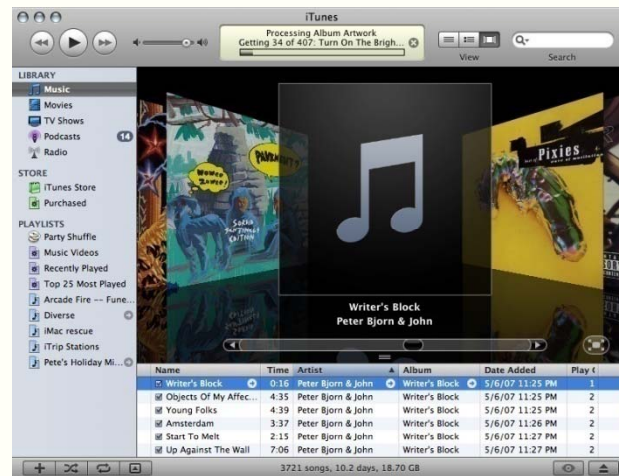 iTunes
Processing Album Artwork
Getting 34 of 407: Turn On The Brigh...
View
Search
LIBRARY
Music
Movies
TV Shows
Podcasts 14
Radio
STORE
iTunes Store
Purchased
PLAYLISTS
Party Shuffle
Music Videos
Recently Played
Top 25 Most Played
Arcade Fire -- Fune...
Diverse
iMac rescue
iTrip Stations
Pete's Holiday Mi...
WOWEE ZOWEE!
PAVEMENT?
SORDID SENTINELS EDITION
Pixies
Writer's Block
Peter Bjorn & John
Name Time Artist Album Date Added Play C
Writer's Block 0:16 Peter Bjorn & John Writer's Block 5/6/07 11:25 PM 1
Objects Of My Affec... 4:35 Peter Bjorn & John Writer's Block 5/6/07 11:25 PM 2
Young Folks 4:39 Peter Bjorn & John Writer's Block 5/6/07 11:25 PM 2
Amsterdam 3:37 Peter Bjorn & John Writer's Block 5/6/07 11:26 PM 2
Start To Melt 2:15 Peter Bjorn & John Writer's Block 5/6/07 11:27 PM 2
Up Against The Wall 7:06 Peter Bjorn & John Writer's Block 5/6/07 11:25 PM 2
3721 songs, 10.2 days, 18.70 GB